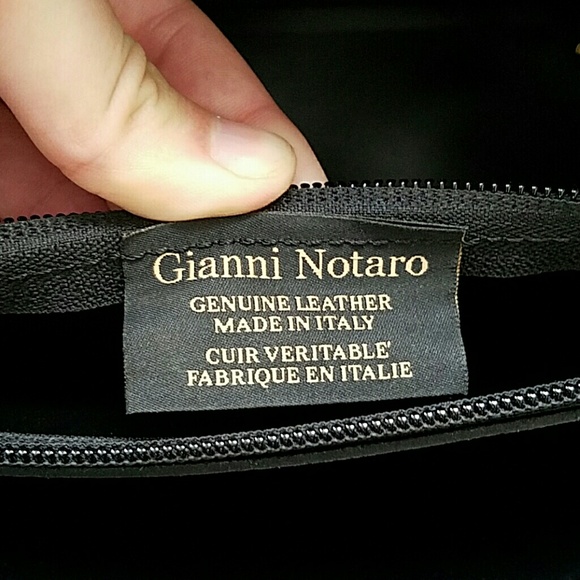 Gianni Notaro
GENUINE LEATHER
MADE IN ITALY
CUIR VERITABLE'
FABRIQUE EN ITALIE